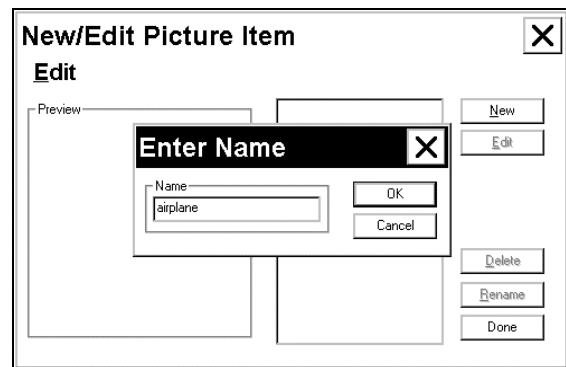 New/Edit Picture Item
Edit
Preview
New
Edit
Enter Name
Name
airplane
OK
Cancel
Delete
Rename
Done